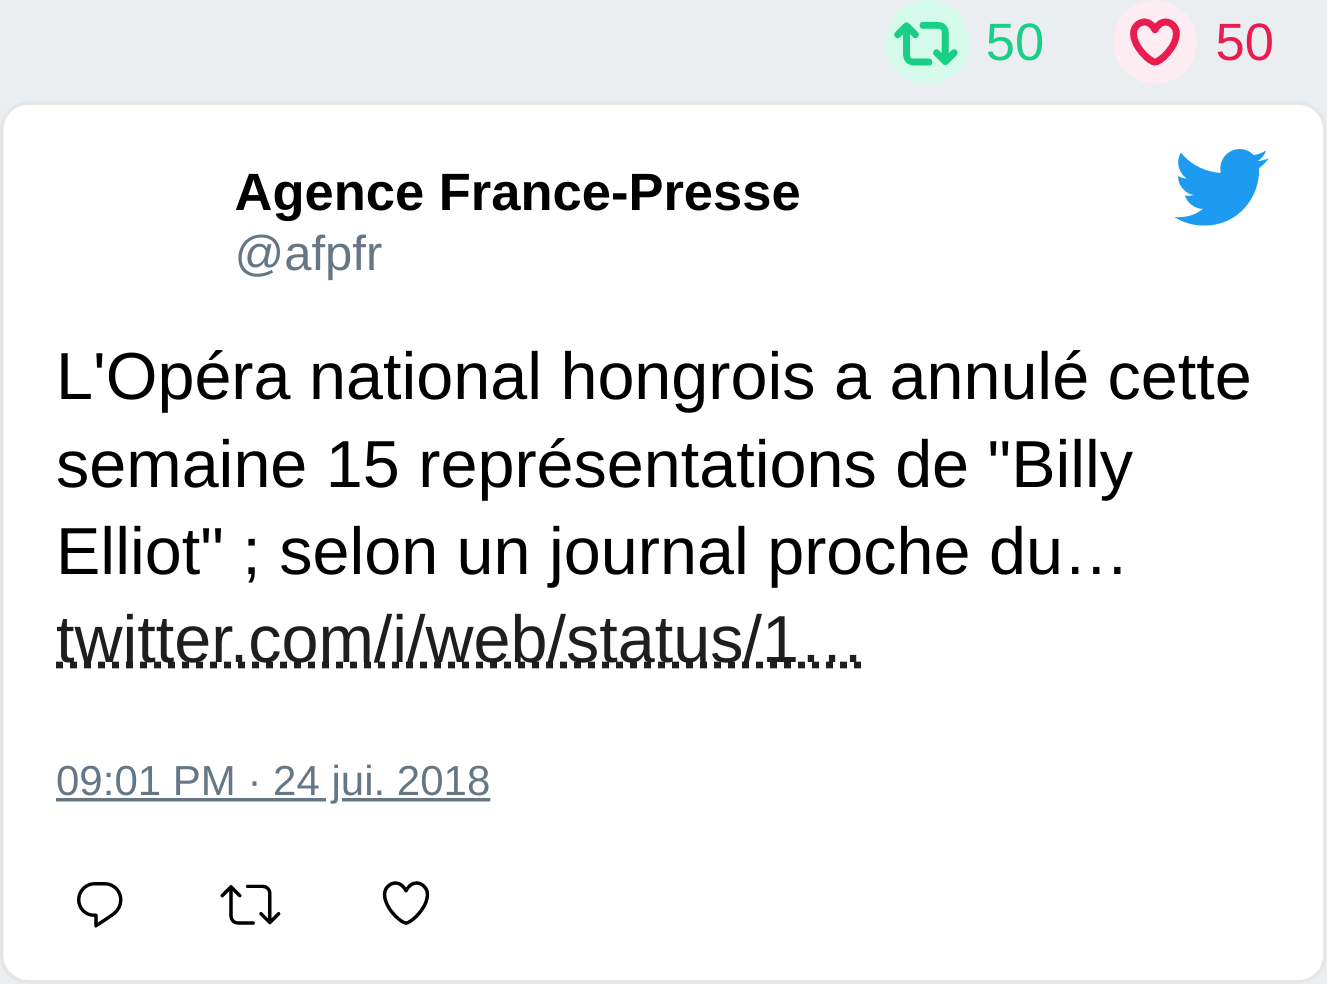 50 50
Agence France-Presse
@afpfr
L'Opéra national hongrois a annulé cette
semaine 15 représentations de "Billy
Elliot" ; selon un journal proche du…
twitter.com/i/web/status/1…
09:01 PM · 24 jui. 2018